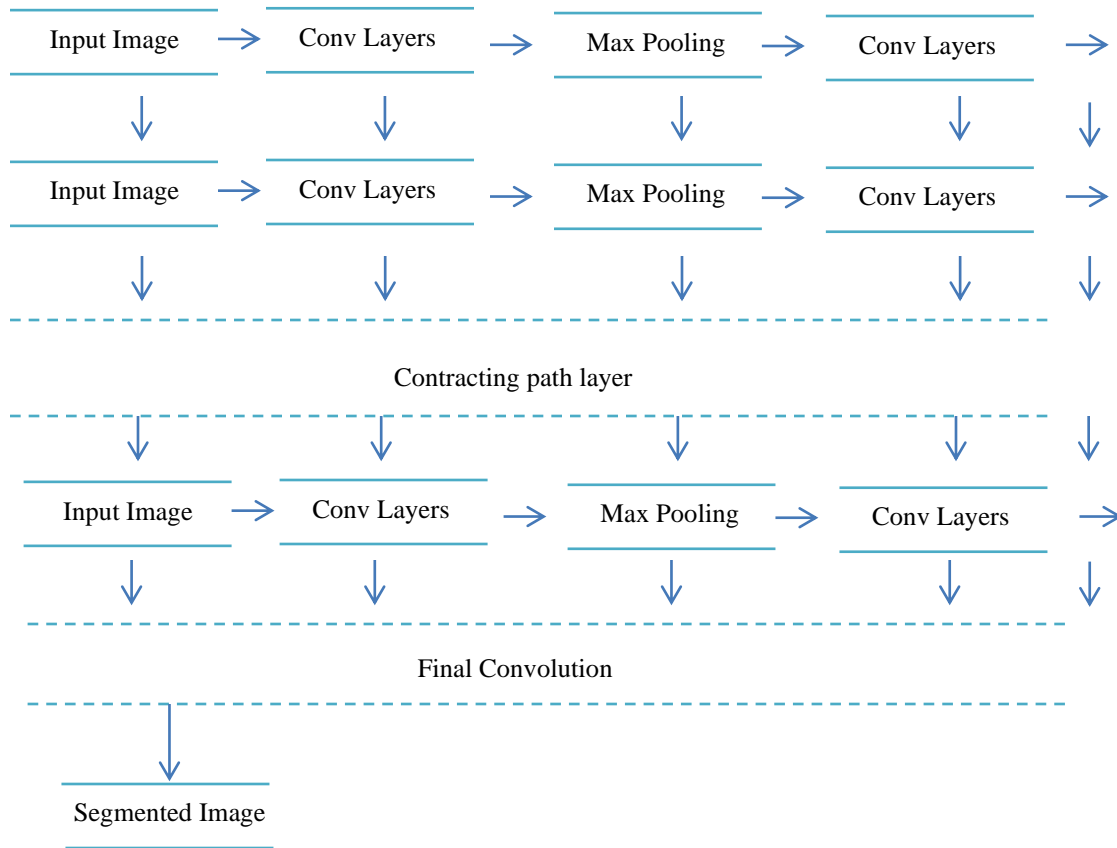 Input Image
Conv Layers
Max Pooling
Conv Layers
Input Image
Conv Layers
Max Pooling
Conv Layers
Contracting path layer
Input Image
Conv Layers
Max Pooling
Conv Layers
Final Convolution
Segmented Image